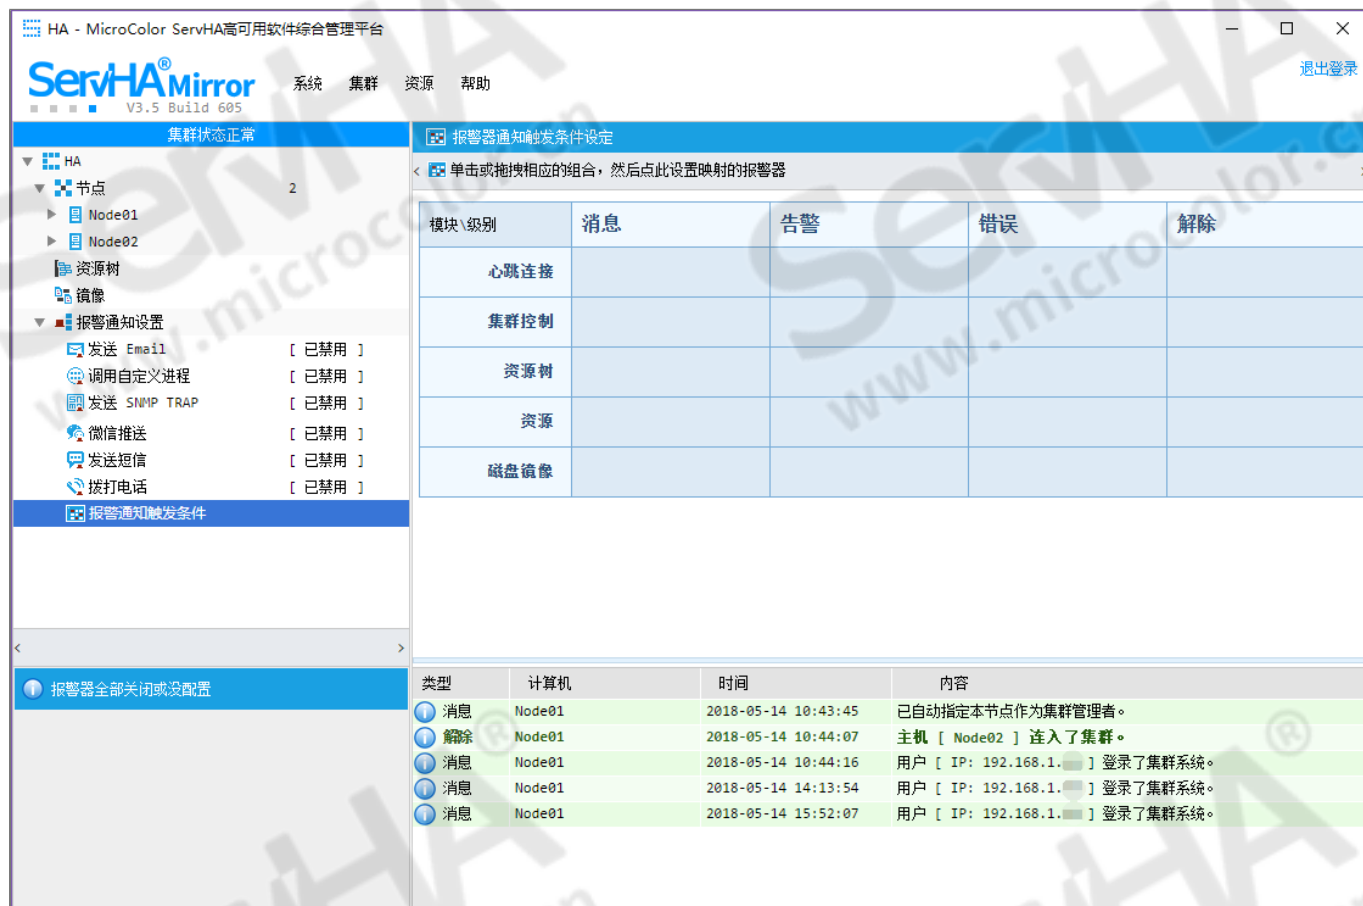 HA - MicroColor ServHA高可用软件综合管理平台
ServHA® Mirror
V3.5 Build 605
系统 集群 资源 帮助
退出登录
集群状态正常
HA
节点 2
Node01
Node02
资源树
镜像
报警通知设置
发送 Email [ 已禁用 ]
调用自定义进程 [ 已禁用 ]
发送 SNMP TRAP [ 已禁用 ]
微信推送 [ 已禁用 ]
发送短信 [ 已禁用 ]
拨打电话 [ 已禁用 ]
报警通知触发条件
报警器全部关闭或没配置
报警器通知触发条件设定
单击或拖拽相应的组合，然后点此设置映射的报警器
模块\级别 消息 告警 错误 解除
心跳连接
集群控制
资源树
资源
磁盘镜像
类型 计算机 时间 内容
消息 Node01 2018-05-14 10:43:45 已自动指定本节点作为集群管理者。
解除 Node01 2018-05-14 10:44:07 主机 [ Node02 ] 连入了集群。
消息 Node01 2018-05-14 10:44:16 用户 [ IP: 192.168.1. ] 登录了集群系统。
消息 Node01 2018-05-14 14:13:54 用户 [ IP: 192.168.1. ] 登录了集群系统。
消息 Node01 2018-05-14 15:52:07 用户 [ IP: 192.168.1. ] 登录了集群系统。
ServHA
www.microcolor.cn
ServHA
www.microcolor.cn